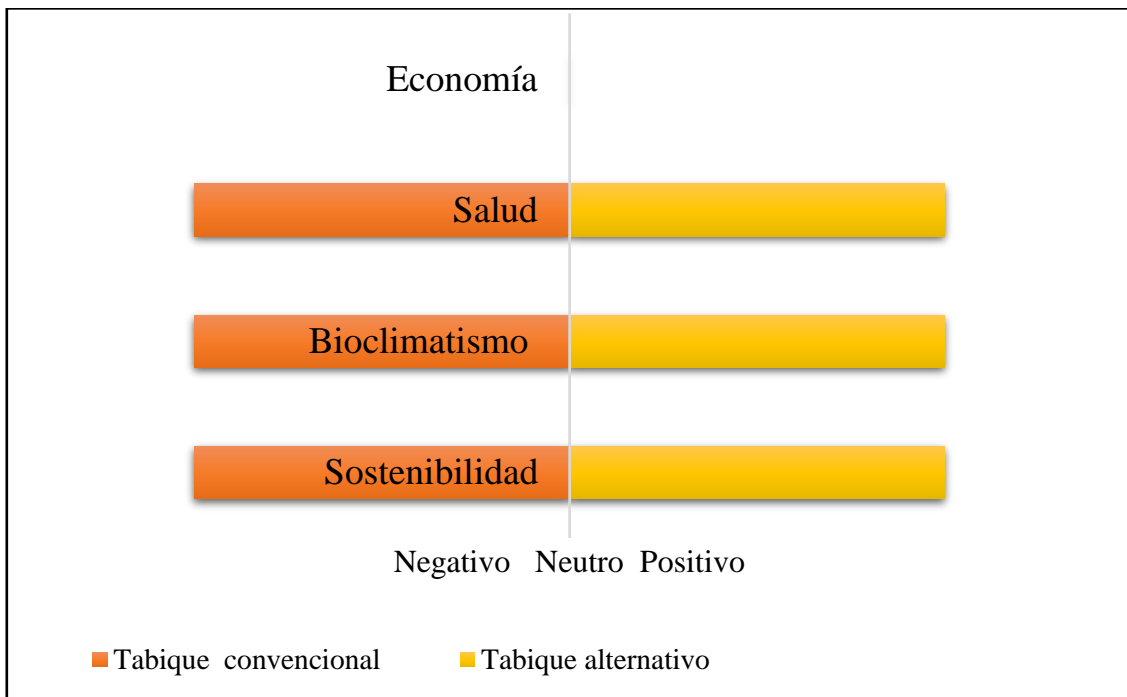 Economía
Salud
Bioclimatismo
Sostenibilidad
Negativo Neutro Positivo
Tabique convencional Tabique alternativo